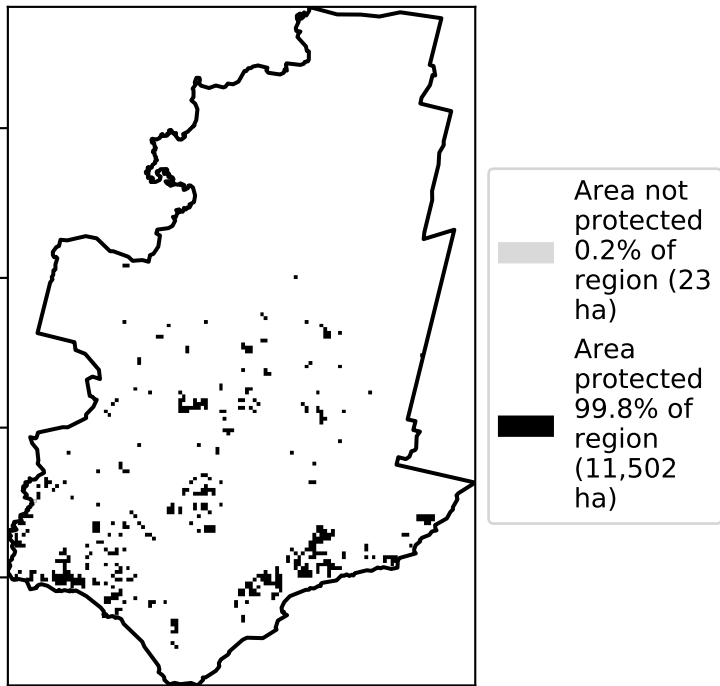 Area not
protected
0.2% of
region (23
ha)
Area
protected
99.8% of
region
(11,502
ha)